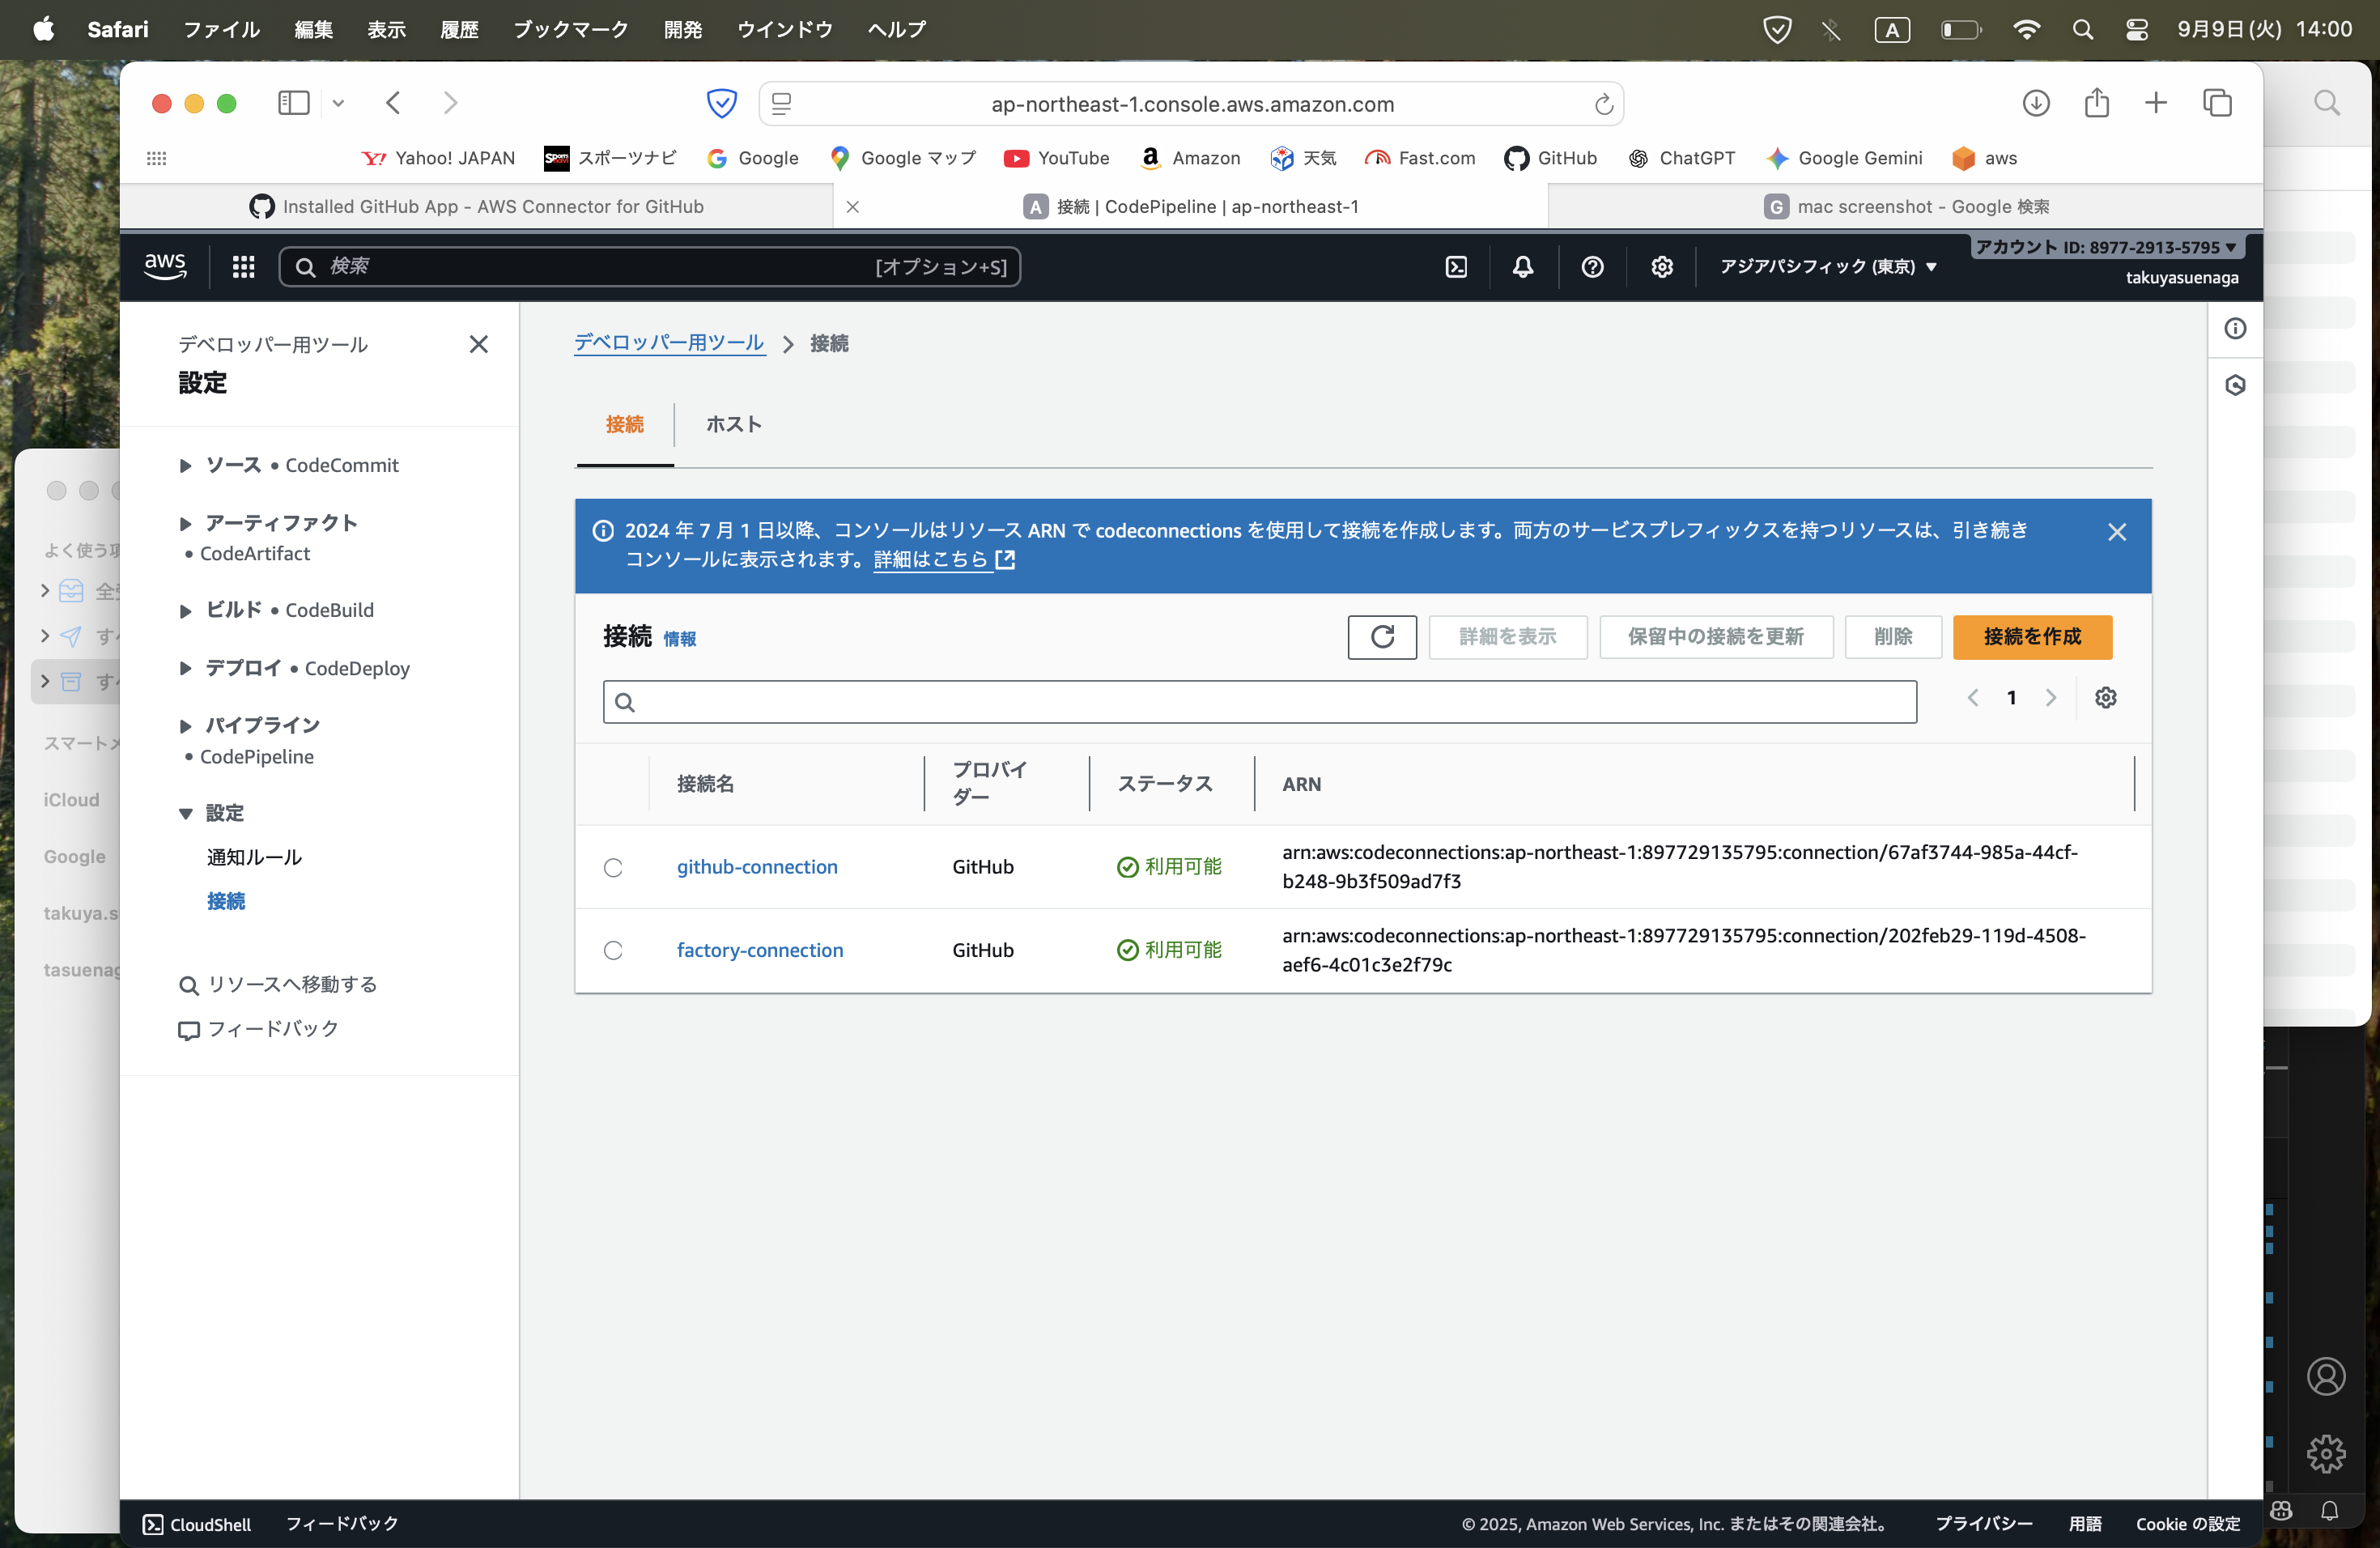 Safari ファイル 編集 表示 履歴 ブックマーク 開発 ウインドウ ヘルプ
A
9月9日(火) 14:00
ap-northeast-1.console.aws.amazon.com
Yahoo! JAPAN スポーツナビ Google Google マップ YouTube Amazon 天気 Fast.com GitHub ChatGPT Google Gemini aws
Installed GitHub App - AWS Connector for GitHub
A 接続 | CodePipeline | ap-northeast-1
G mac screenshot - Google 検索
aws
検索 [オプション+S]
アジアパシフィック (東京) ▼
アカウント ID: 8977-2913-5795 ▼
takuyasuenaga
デベロッパー用ツール
設定
ソース • CodeCommit
アーティファクト
• CodeArtifact
ビルド • CodeBuild
デプロイ • CodeDeploy
パイプライン
• CodePipeline
設定
通知ルール
接続
リソースへ移動する
フィードバック
デベロッパー用ツール > 接続
接続
ホスト
2024 年 7 月 1 日以降、コンソールはリソース ARN で codeconnections を使用して接続を作成します。両方のサービスプレフィックスを持つリソースは、引き続き
コンソールに表示されます。詳細はこちら
接続 情報
詳細を表示
保留中の接続を更新
削除
接続を作成
1
接続名
プロバイ
ダー
ステータス
ARN
github-connection
GitHub
利用可能
arn:aws:codeconnections:ap-northeast-1:897729135795:connection/67af3744-985a-44cf-
b248-9b3f509ad7f3
factory-connection
GitHub
利用可能
arn:aws:codeconnections:ap-northeast-1:897729135795:connection/202feb29-119d-4508-
aef6-4c01c3e2f79c
よく使う
全
す
す
スマート
iCloud
Google
takuya.s
tasuenag
CloudShell フィードバック
© 2025, Amazon Web Services, Inc. またはその関連会社。
プライバシー 用語 Cookie の設定